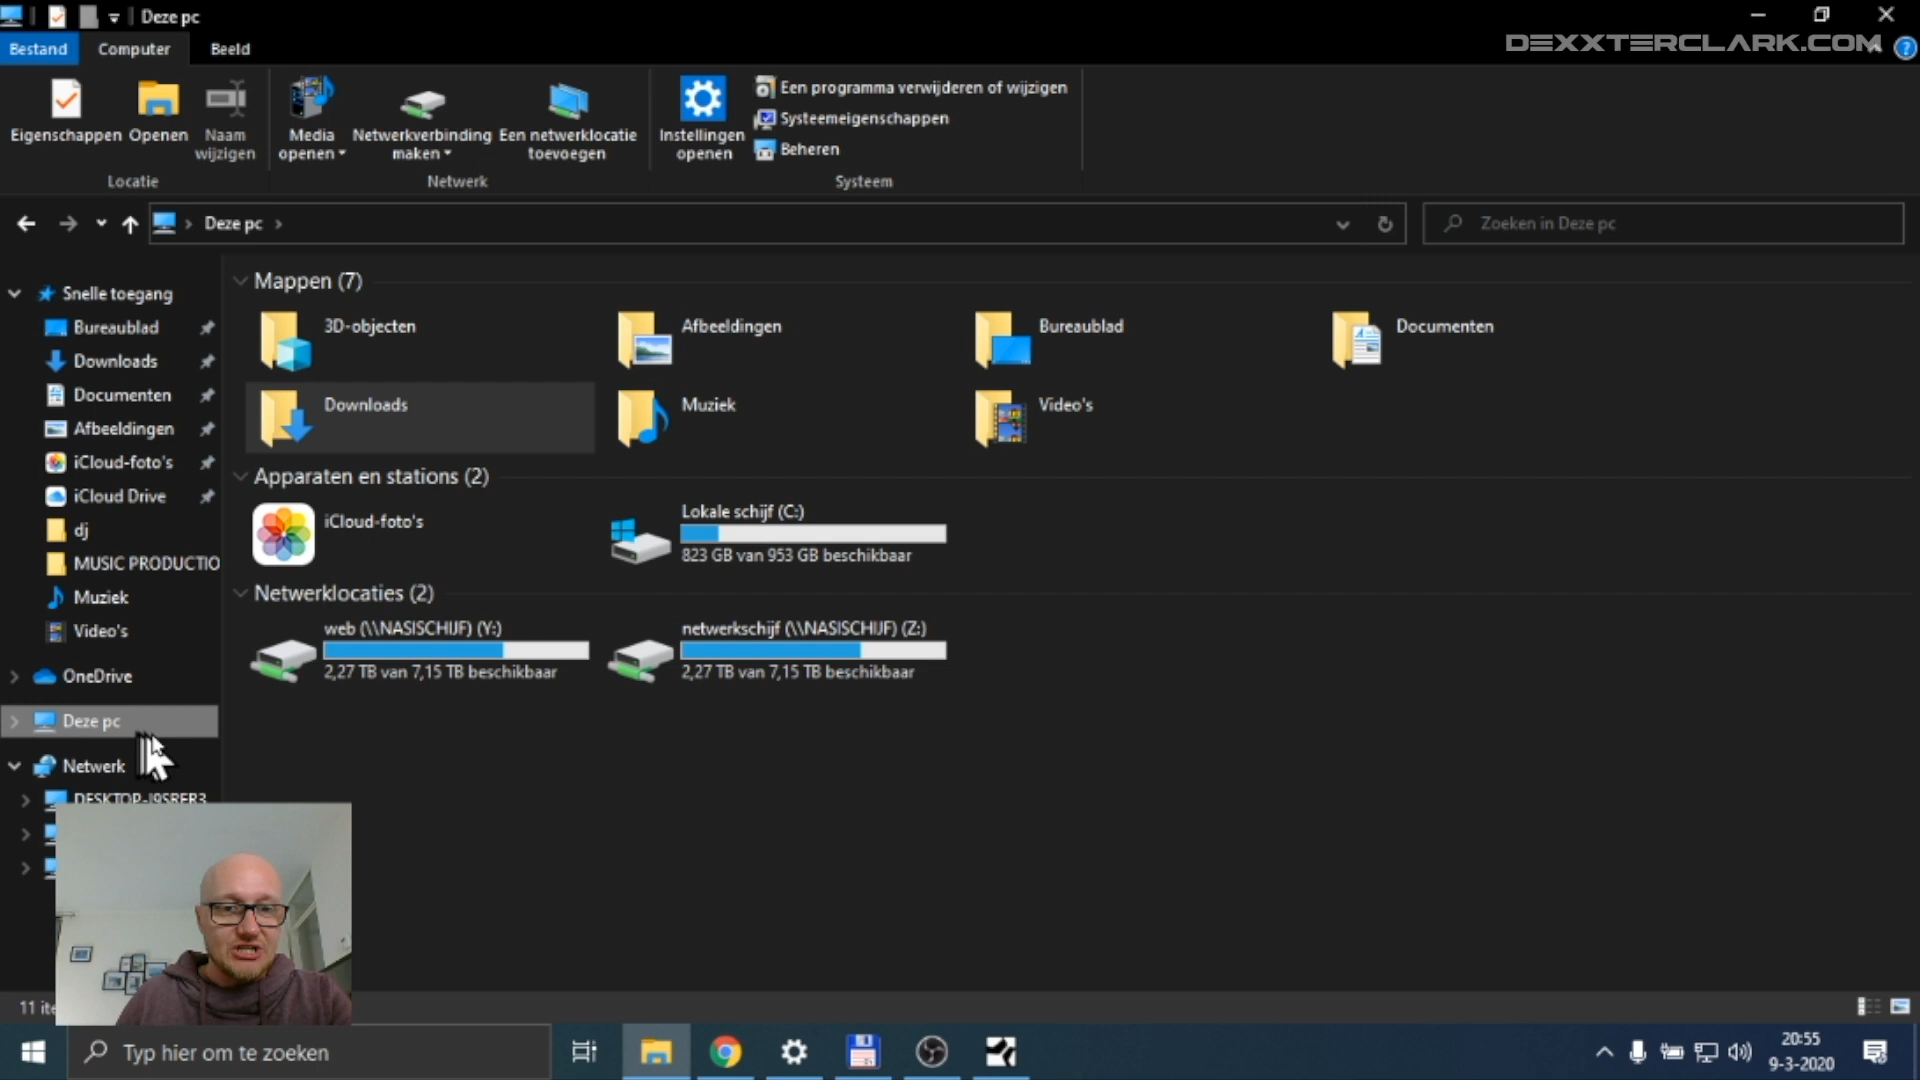 Deze pc
DEXXTERCLARK.COM
Bestand
Computer
Beeld
Eigenschappen
Openen
Naam
wijzigen
Media
openen
Netwerkverbinding
maken
Een netwerklocatie
toevoegen
Instellingen
openen
Een programma verwijderen of wijzigen
Systeemeigenschappen
Beheren
Locatie
Netwerk
Systeem
Deze pc
Zoeken in Deze pc
Snelle toegang
Bureaublad
Downloads
Documenten
Afbeeldingen
iCloud-foto's
iCloud Drive
dj
MUSIC PRODUCTIO
Muziek
Video's
OneDrive
Deze pc
Netwerk
Mappen (7)
3D-objecten
Afbeeldingen
Bureaublad
Documenten
Downloads
Muziek
Video's
Apparaten en stations (2)
iCloud-foto's
Lokale schijf (C:)
823 GB van 953 GB beschikbaar
Netwerklocaties (2)
web (\\NASISCHIJF) (Y:)
2,27 TB van 7,15 TB beschikbaar
netwerkschijf (\\NASISCHIJF) (Z:)
2,27 TB van 7,15 TB beschikbaar
11 ite
Typ hier om te zoeken
20:55
9-3-2020